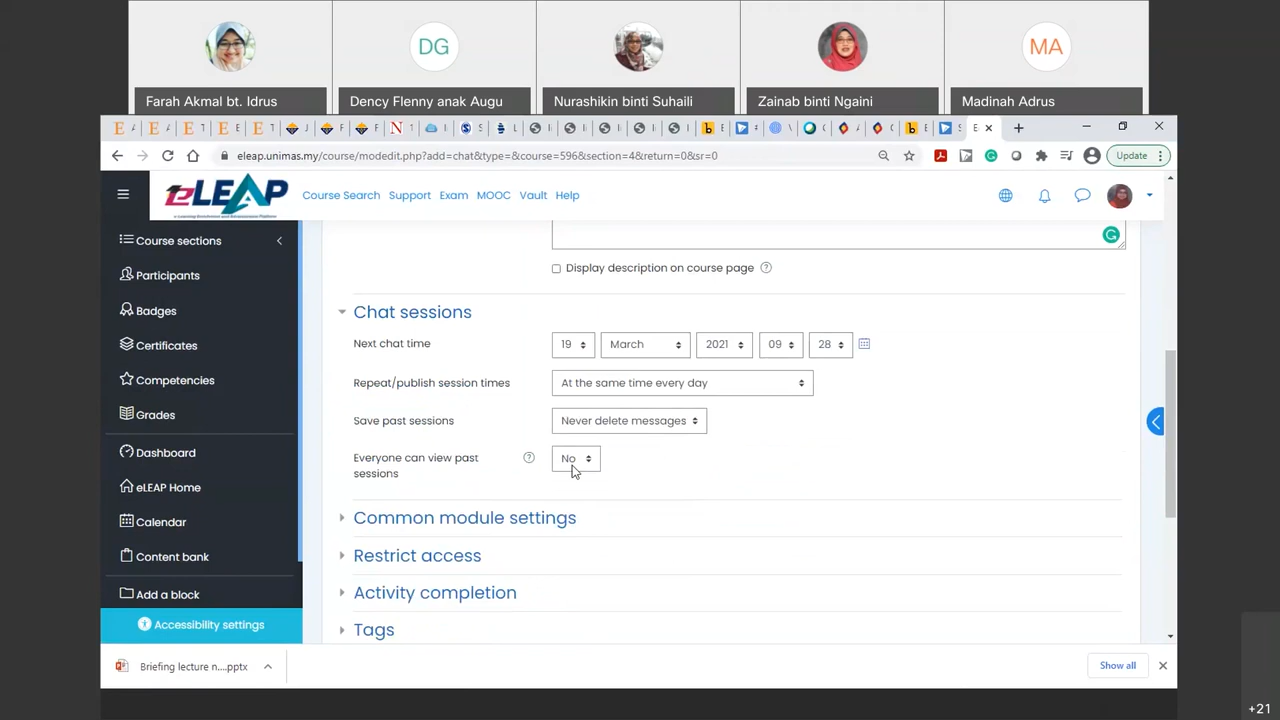 DG
MA
Farah Akmal bt. Idrus
Dency Flenny anak Augu
Nurashikin binti Suhaili
Zainab binti Ngaini
Madinah Adrus
eleap.unimas.my/course/modedit.php?add=chat&type=&course=596&section=4&return=0&sr=0
Update
eLEAP
Course Search
Support
Exam
MOOC
Vault
Help
Course sections
Participants
Badges
Certificates
Competencies
Grades
Dashboard
eLEAP Home
Calendar
Content bank
Add a block
Accessibility settings
Display description on course page
Chat sessions
Next chat time 19 March 2021 09 28
Repeat/publish session times At the same time every day
Save past sessions Never delete messages
Everyone can view past No
sessions
Common module settings
Restrict access
Activity completion
Tags
Briefing lecture n....pptx
Show all
+21